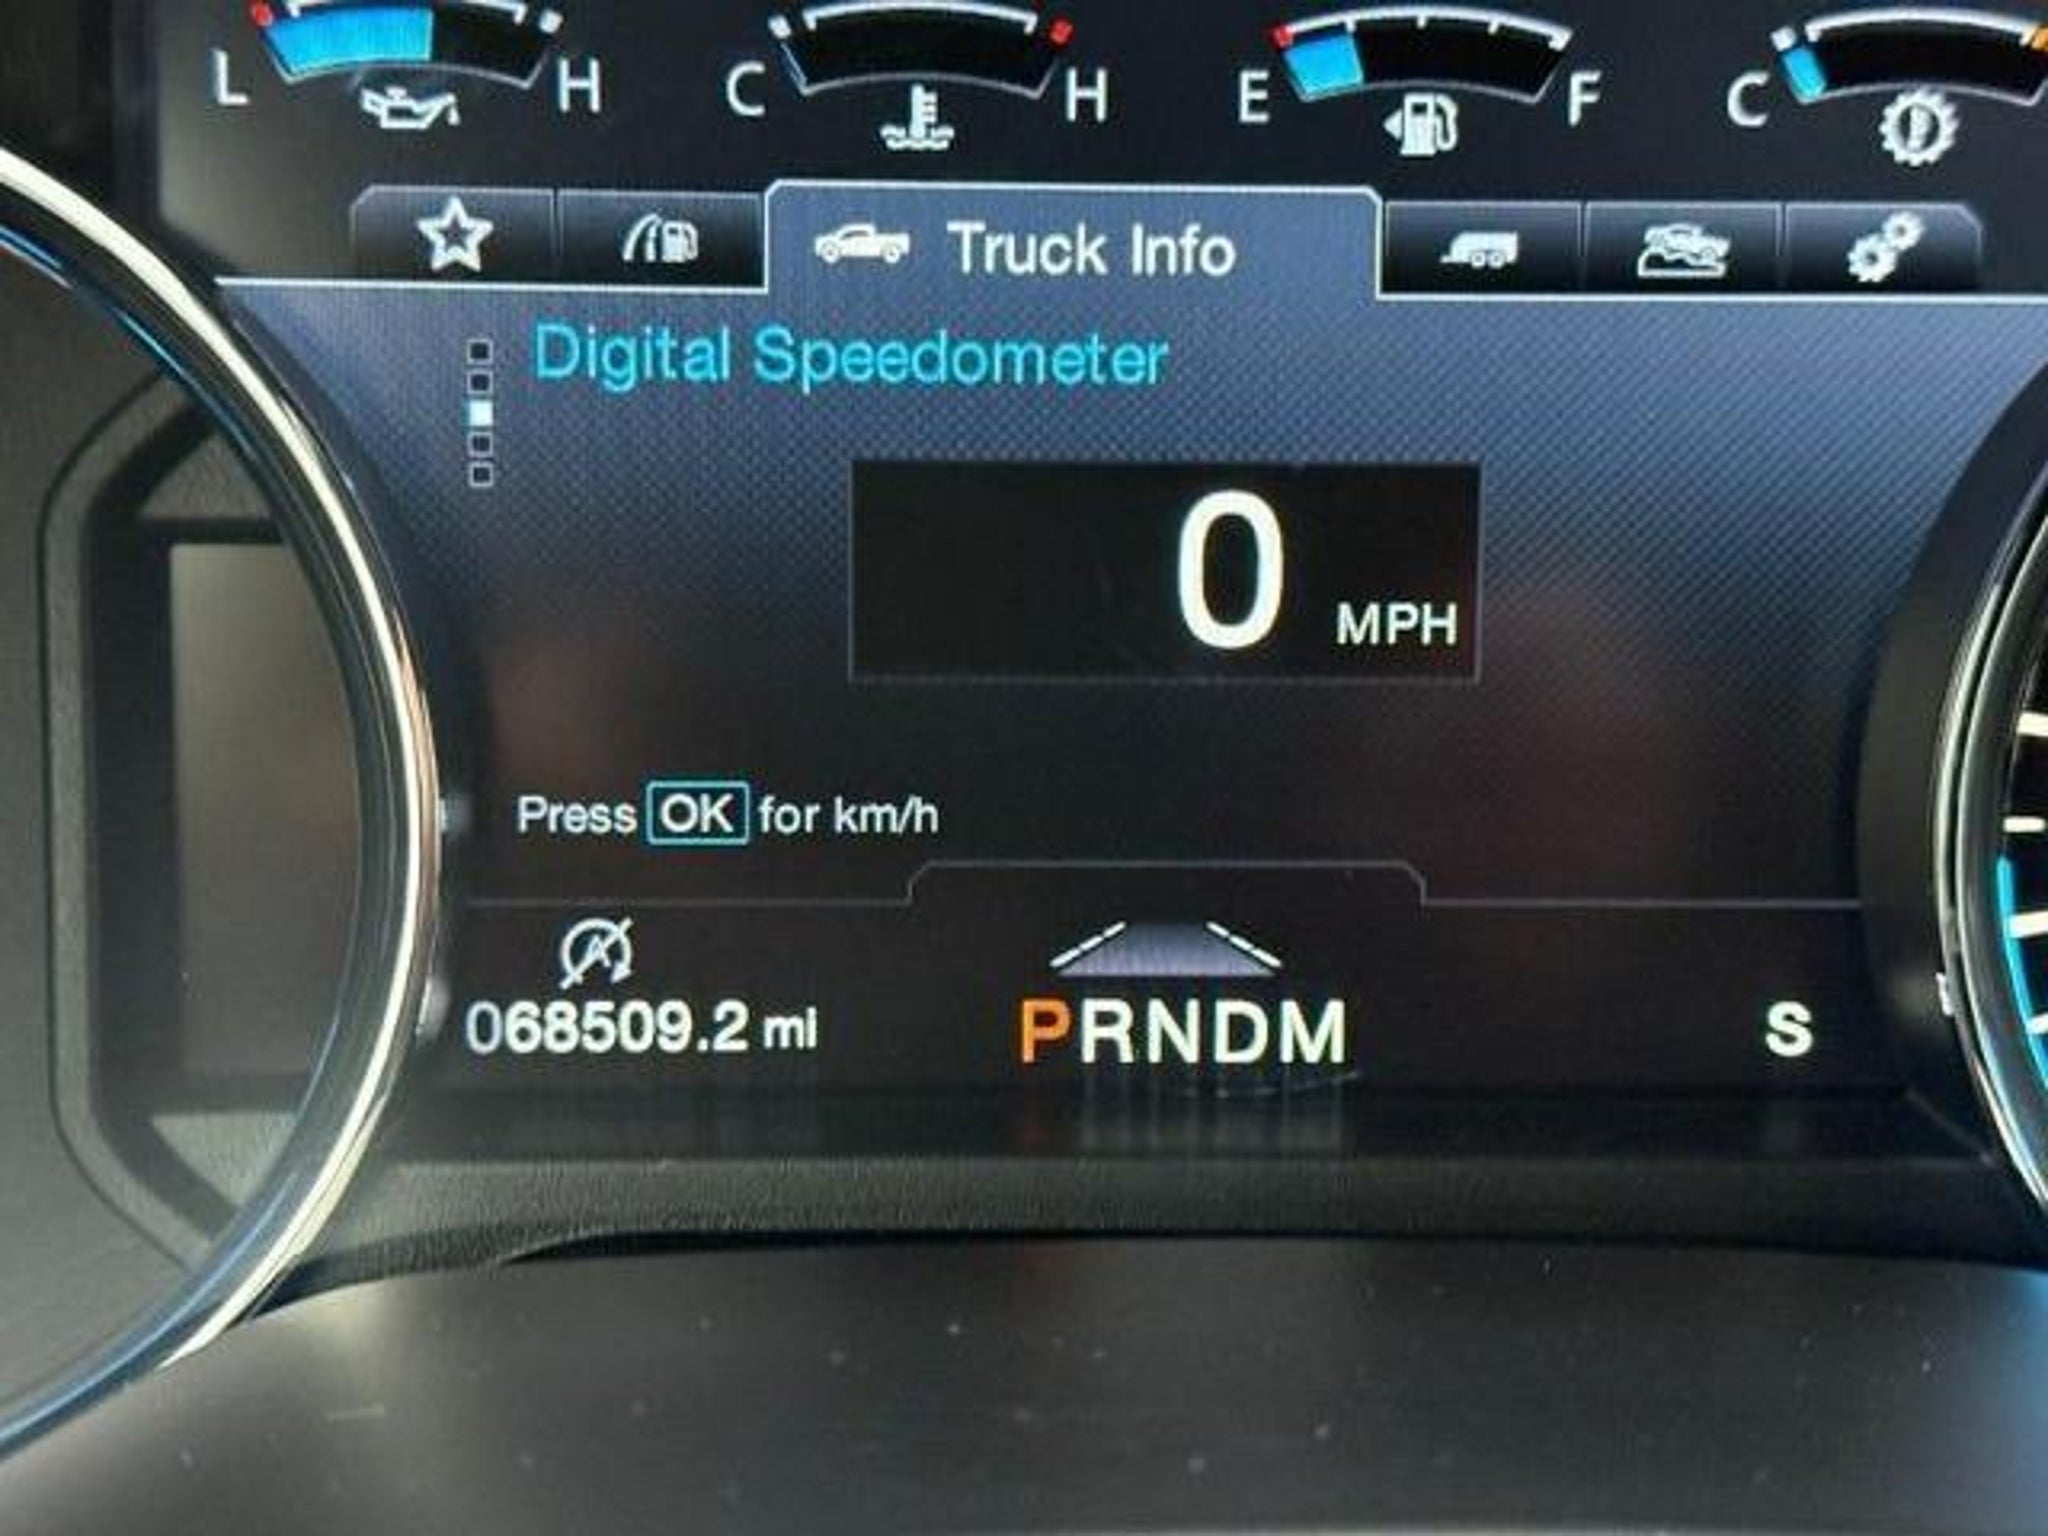 L H C H E F C
Truck Info
Digital Speedometer
0 MPH
Press OK for km/h
A
068509.2 mi PRNDM S